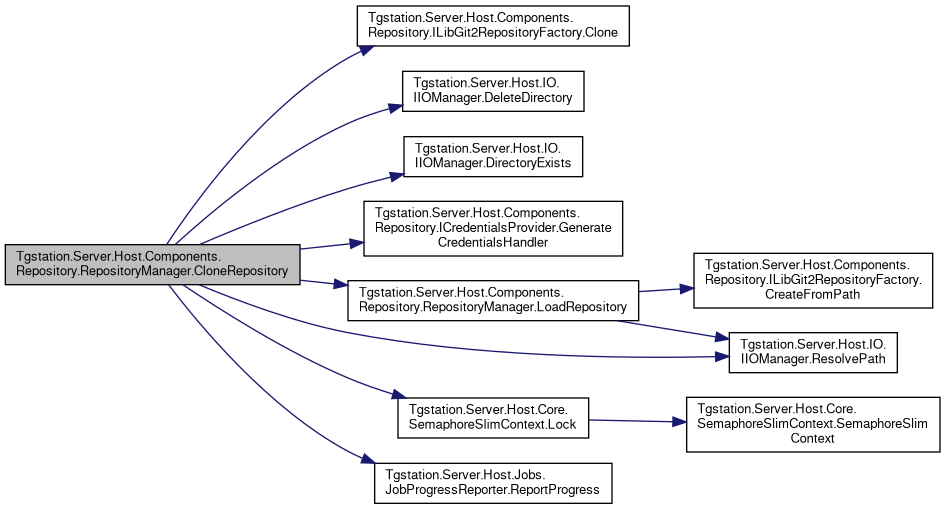 Tgstation.Server.Host.Components.
Repository.ILibGit2RepositoryFactory.Clone
Tgstation.Server.Host.IO.
IIOManager.DeleteDirectory
Tgstation.Server.Host.IO.
IIOManager.DirectoryExists
Tgstation.Server.Host.Components.
Repository.ICredentialsProvider.Generate
CredentialsHandler
Tgstation.Server.Host.Components.
Repository.RepositoryManager.CloneRepository
Tgstation.Server.Host.Components.
Repository.RepositoryManager.LoadRepository
Tgstation.Server.Host.Components.
Repository.ILibGit2RepositoryFactory.
CreateFromPath
Tgstation.Server.Host.IO.
IIOManager.ResolvePath
Tgstation.Server.Host.Core.
SemaphoreSlimContext.Lock
Tgstation.Server.Host.Core.
SemaphoreSlimContext.SemaphoreSlim
Context
Tgstation.Server.Host.Jobs.
JobProgressReporter.ReportProgress